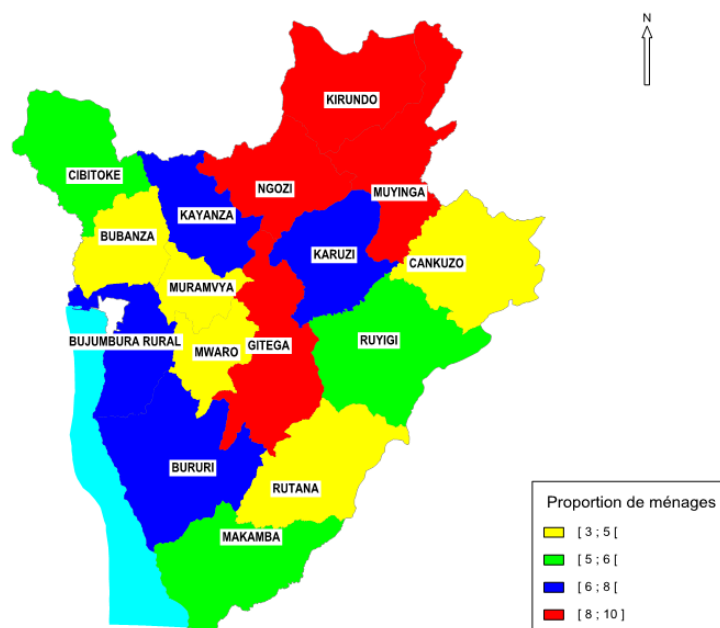 N
KIRUNDO
CIBITOKE
NGOZI
MUYINGA
KAYANZA
BUBANZA
KARUZI
CANKUZO
MURAMVYA
BUJUMBURA RURAL
GITEGA
RUYIGI
MWARO
BURURI
RUTANA
MAKAMBA
Proportion de ménages
[ 3 ; 5 [
[ 5 ; 6 [
[ 6 ; 8 [
[ 8 ; 10 ]